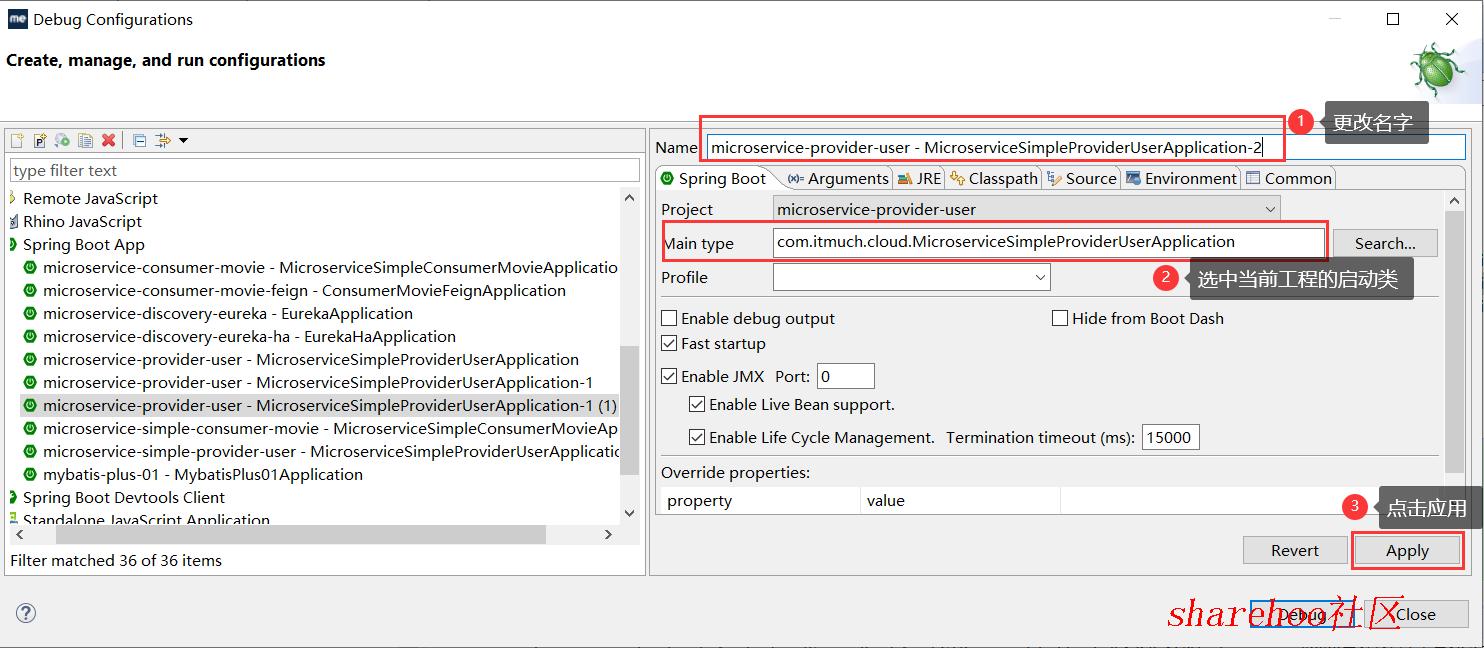 me Debug Configurations
Create, manage, and run configurations
type filter text
Remote JavaScript
Rhino JavaScript
Spring Boot App
microservice-consumer-movie - MicroserviceSimpleConsumerMovieApplicatio
microservice-consumer-movie-feign - ConsumerMovieFeignApplication
microservice-discovery-eureka - EurekaApplication
microservice-discovery-eureka-ha - EurekaHaApplication
microservice-provider-user - MicroserviceSimpleProviderUserApplication
microservice-provider-user - MicroserviceSimpleProviderUserApplication-1
microservice-provider-user - MicroserviceSimpleProviderUserApplication-1 (1)
microservice-simple-consumer-movie - MicroserviceSimpleConsumerMovieAp
microservice-simple-provider-user - MicroserviceSimpleProviderUserApplicatio
mybatis-plus-01 - MybatisPlus01Application
Spring Boot Devtools Client
Standalone JavaScript Application
Filter matched 36 of 36 items
Name microservice-provider-user - MicroserviceSimpleProviderUserApplication-2
1 更改名字
Spring Boot (x)= Arguments JRE Classpath Source Environment Common
Project microservice-provider-user
Main type com.itmuch.cloud.MicroserviceSimpleProviderUserApplication Search...
Profile
2 选中当前工程的启动类
Enable debug output Hide from Boot Dash
Fast startup
Enable JMX Port: 0
Enable Live Bean support.
Enable Life Cycle Management. Termination timeout (ms): 15000
Override properties:
property value
3 点击应用
Revert Apply
Debug Close
sharehoo社区